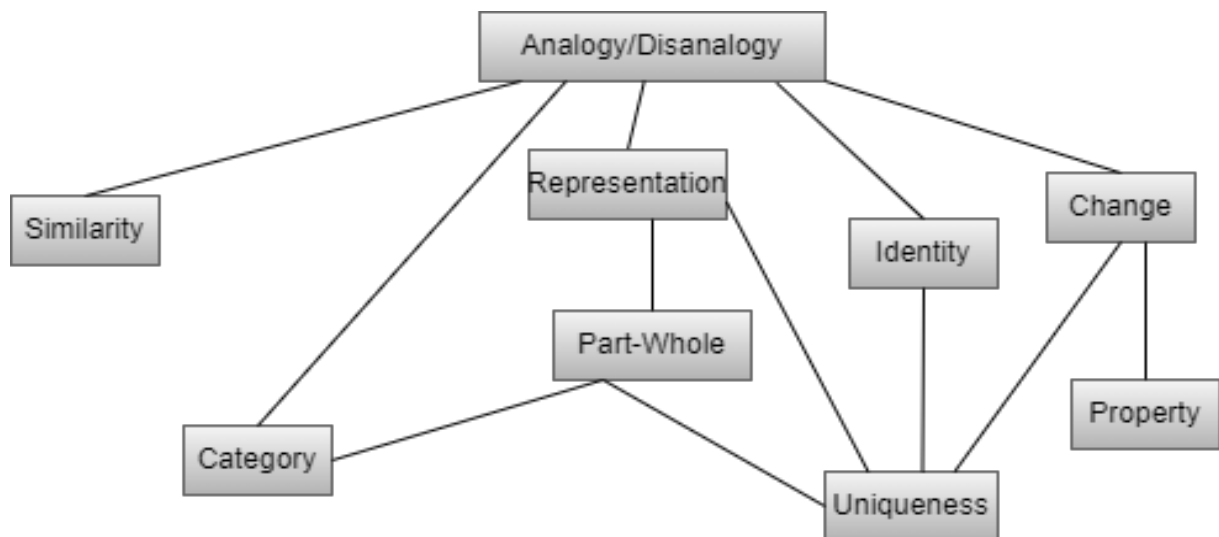 Analogy/Disanalogy
Representation
Similarity
Change
Identity
Part-Whole
Property
Category
Uniqueness